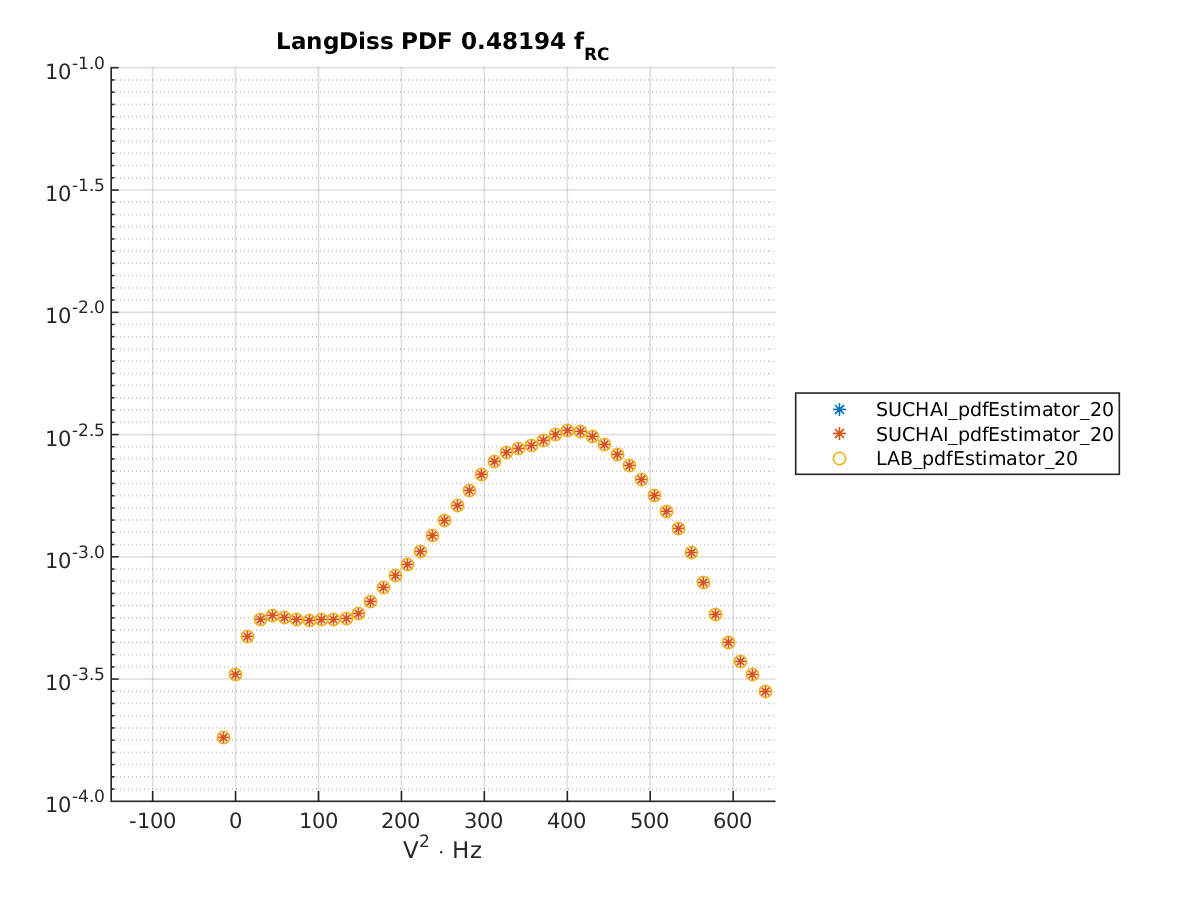 LangDiss PDF 0.48194 f_RC
10^-1.0
10^-1.5
10^-2.0
10^-2.5
10^-3.0
10^-3.5
10^-4.0
-100 0 100 200 300 400 500 600
V^2 · Hz
SUCHAI_pdfEstimator_20
SUCHAI_pdfEstimator_20
LAB_pdfEstimator_20